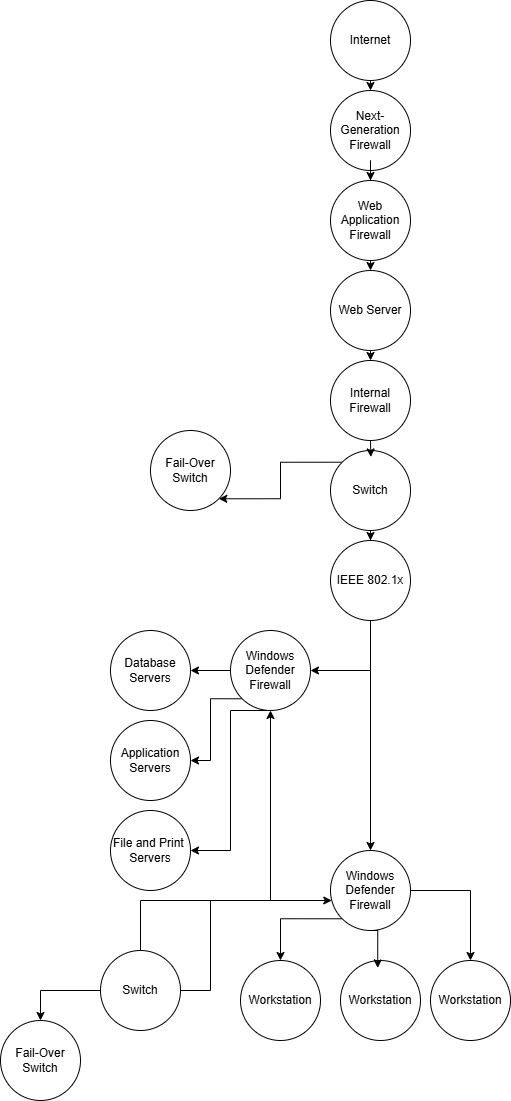 Internet
Next-
Generation
Firewall
Web
Application
Firewall
Web Server
Internal
Firewall
Fail-Over
Switch
Switch
IEEE 802.1x
Database
Servers
Windows
Defender
Firewall
Application
Servers
File and Print
Servers
Windows
Defender
Firewall
Switch
Workstation
Workstation
Workstation
Fail-Over
Switch